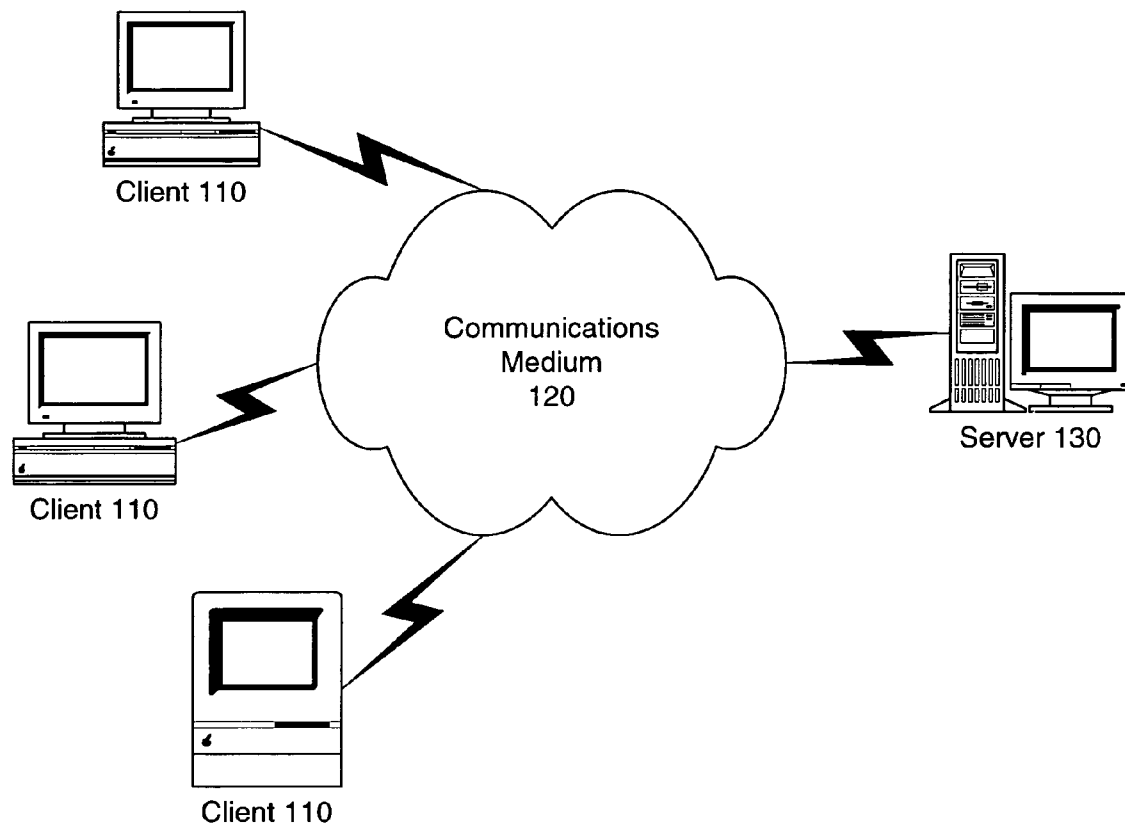 Client 110
Communications
Medium
120
Server 130
Client 110
Client 110